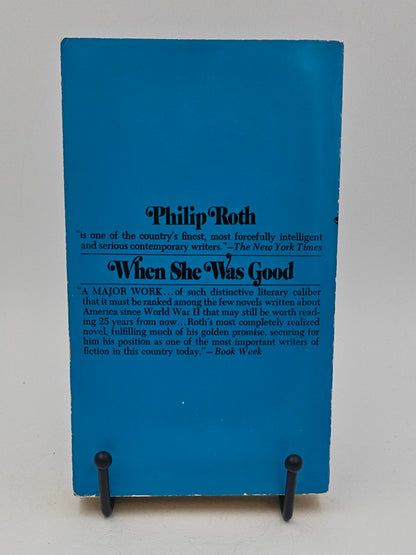 Philip Roth
"is one of the country's finest, most forcefully intelligent
and serious contemporary writers."—The New York Times
When She Was Good
"A MAJOR WORK...of such distinctive literary caliber
that it must be ranked among the few novels written about
America since World War II that may still be worth read-
ing 25 years from now...Roth's most completely realized
novel, fulfilling much of his golden promise, securing for
him his position as one of the most important writers of
fiction in this country today."—Book Week